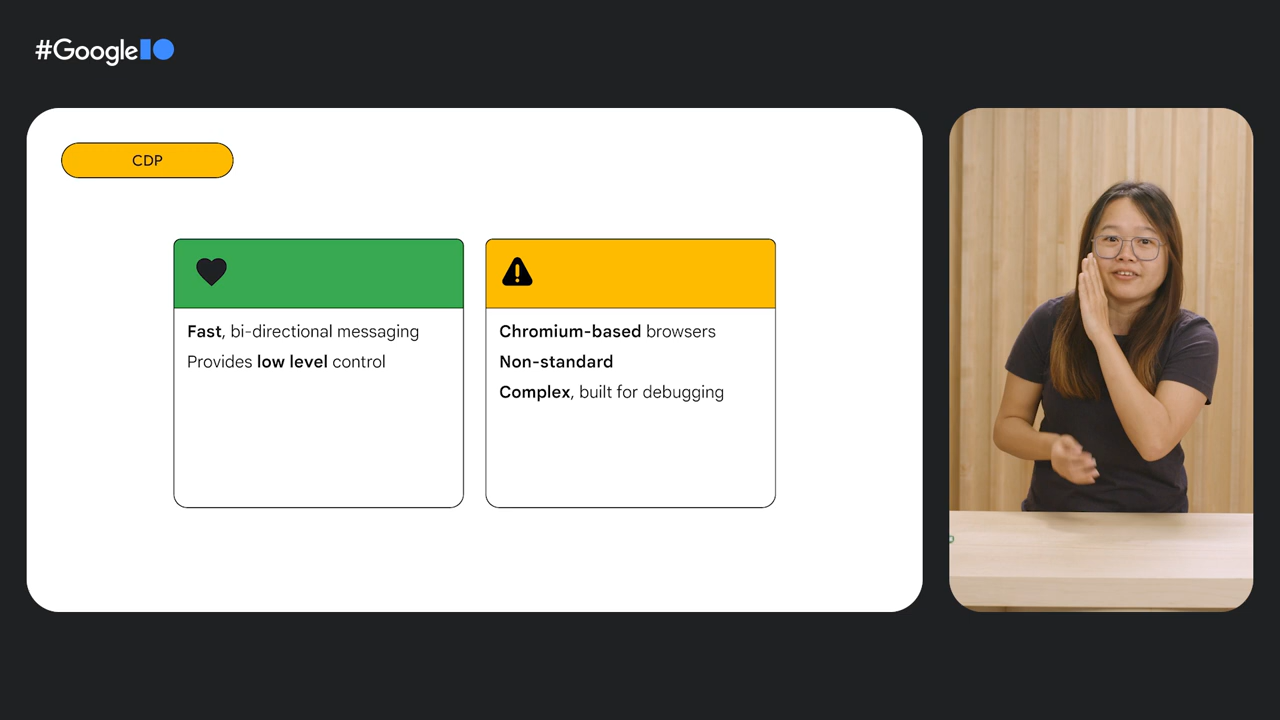 #GoogleIO
CDP
Fast, bi-directional messaging
Provides low level control
Chromium-based browsers
Non-standard
Complex, built for debugging